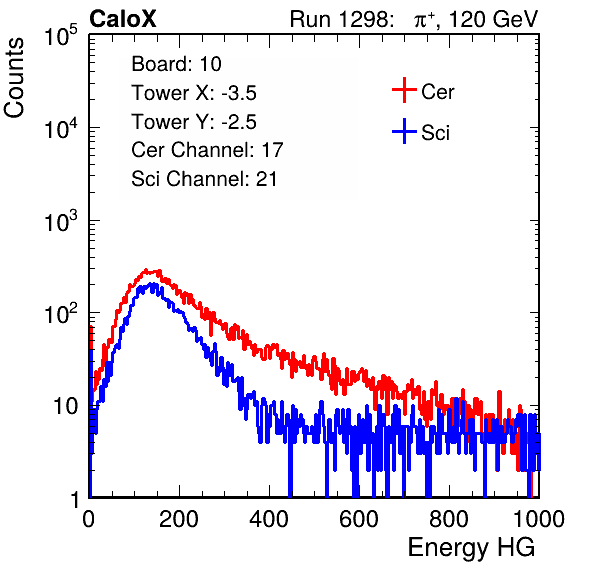 CaloX Run 1298: π⁺, 120 GeV
Counts
10⁵
10⁴
10³
10²
10
1
Board: 10
Tower X: -3.5
Tower Y: -2.5
Cer Channel: 17
Sci Channel: 21
Cer
Sci
0 200 400 600 800 1000
Energy HG